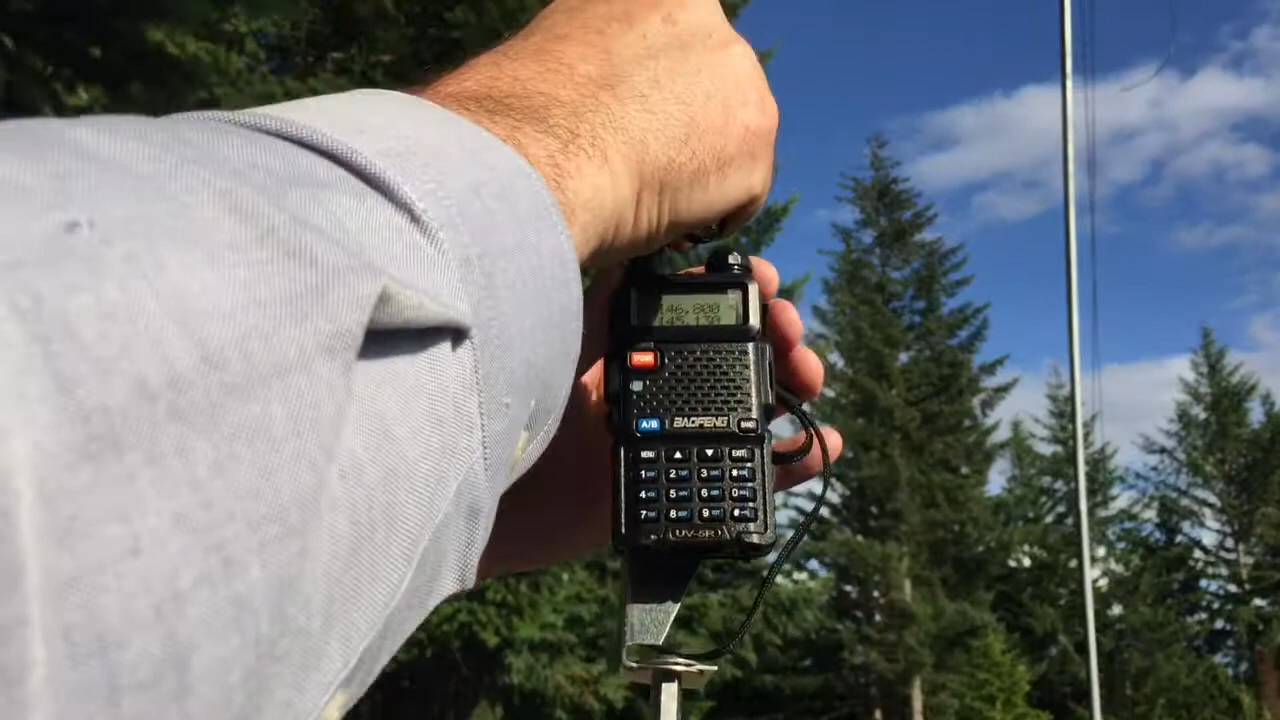 146.800
145.130
A/B BAOFENG BAND
MENU ▲ ▼ EXIT
1 2 3 *
4 5 6 0
7 8 9 #
UV-5R